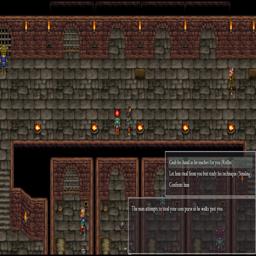 Grab his hand as he reaches for you (Rolls)
Let him steal from you but study his technique (Stealing
Confront him
The man attempts to steal your coin purse as he walks past you.